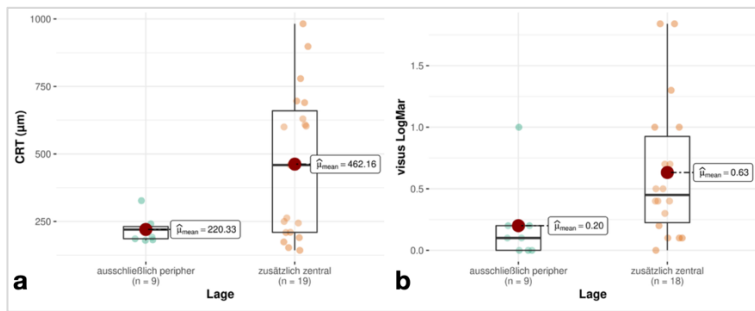 1000
750
500
250
CRT (µm)
μ̂mean = 220.33
μ̂mean = 462.16
ausschließlich peripher
(n = 9)
zusätzlich zentral
(n = 19)
Lage
a
1.5
1.0
0.5
0.0
visus LogMar
μ̂mean = 0.20
μ̂mean = 0.63
ausschließlich peripher
(n = 9)
zusätzlich zentral
(n = 18)
Lage
b